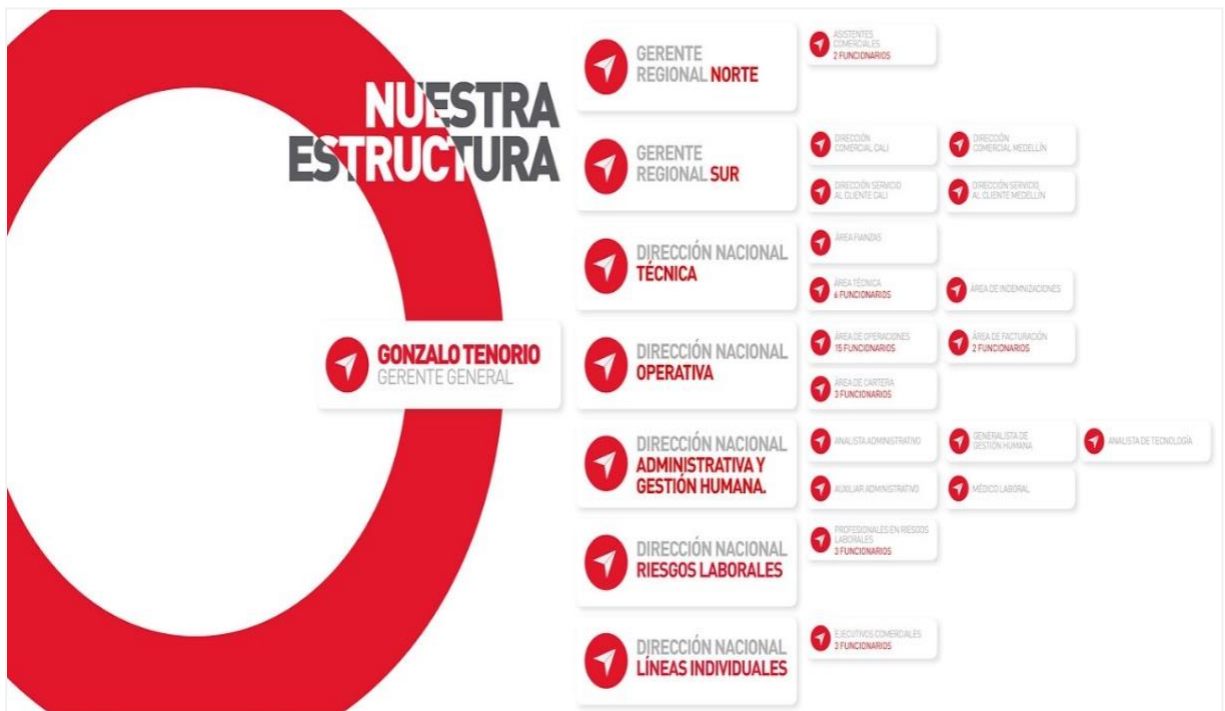 NUESTRA
ESTRUCTURA
GONZALO TENORIO
GERENTE GENERAL
GERENTE
REGIONAL NORTE
ASISTENTES
COMERCIALES
2 FUNCIONARIOS
GERENTE
REGIONAL SUR
DIRECCIÓN
COMERCIAL CALI
DIRECCIÓN
COMERCIAL MEDELLÍN
DIRECCIÓN SERVICIO
AL CLIENTE CALI
DIRECCIÓN SERVICIO
AL CLIENTE MEDELLÍN
DIRECCIÓN NACIONAL
TÉCNICA
ÁREA FIANZAS
ÁREA TÉCNICA
6 FUNCIONARIOS
ÁREA DE INDEMNIZACIONES
DIRECCIÓN NACIONAL
OPERATIVA
ÁREA DE OPERACIONES
15 FUNCIONARIOS
ÁREA DE FACTURACIÓN
2 FUNCIONARIOS
ÁREA DE CARTERA
3 FUNCIONARIOS
DIRECCIÓN NACIONAL
ADMINISTRATIVA Y
GESTIÓN HUMANA.
ANALISTA ADMINISTRATIVO
GENERALISTA DE
GESTIÓN HUMANA
ANALISTA DE TECNOLOGÍA
AUXILIAR ADMINISTRATIVO
MÉDICO LABORAL
DIRECCIÓN NACIONAL
RIESGOS LABORALES
PROFESIONALES EN RIESGOS
LABORALES
3 FUNCIONARIOS
DIRECCIÓN NACIONAL
LÍNEAS INDIVIDUALES
EJECUTIVOS COMERCIALES
3 FUNCIONARIOS